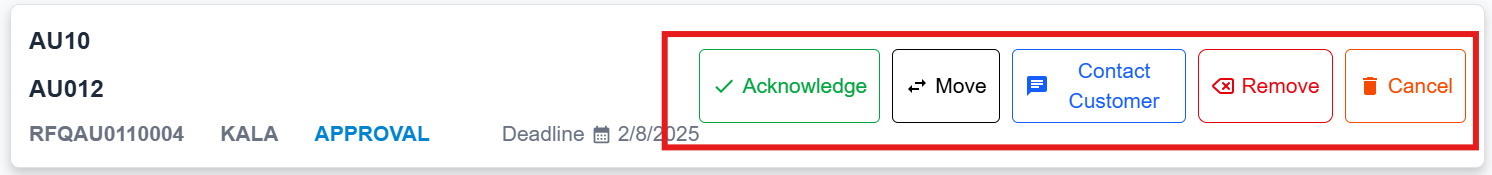 AU10
AU012
RFQAU0110004 KALA APPROVAL Deadline 2/8/2025
Acknowledge
Move
Contact
Customer
Remove
Cancel